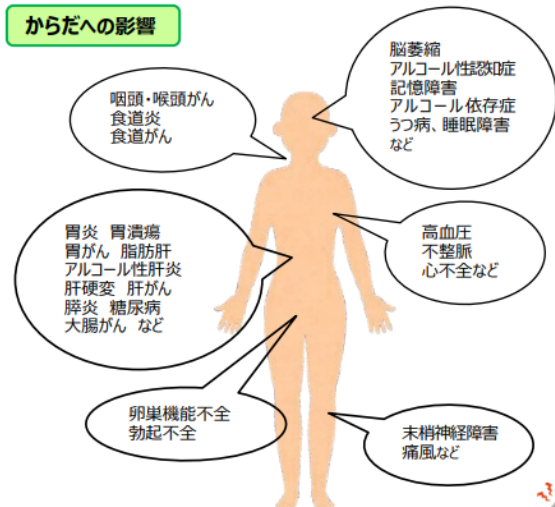 からだへの影響
脳萎縮
アルコール性認知症
記憶障害
アルコール依存症
うつ病、睡眠障害
など
咽頭・喉頭がん
食道炎
食道がん
胃炎 胃潰瘍
胃がん 脂肪肝
アルコール性肝炎
肝硬変 肝がん
膵炎 糖尿病
大腸がん など
高血圧
不整脈
心不全など
卵巣機能不全
勃起不全
末梢神経障害
痛風など